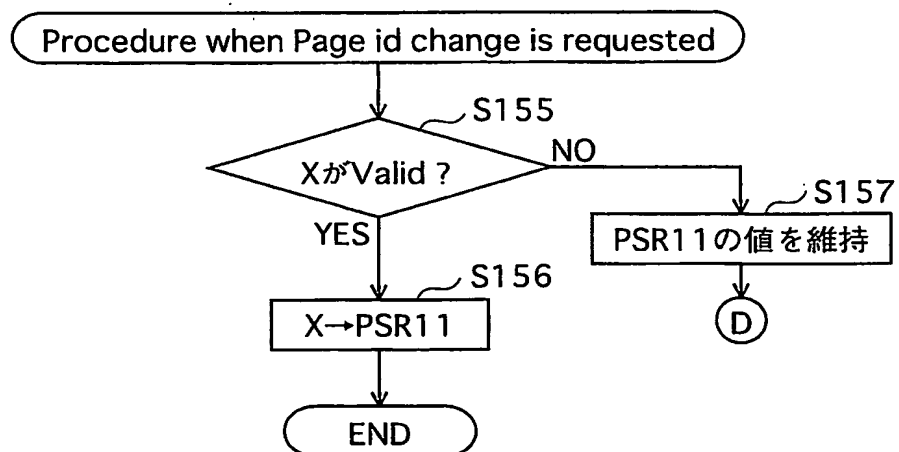 Procedure when Page id change is requested
S155
XがValid ?
NO
S157
YES
PSR11の値を維持
S156
X→PSR11
D
END